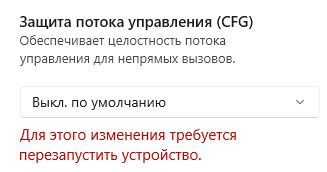 Защита потока управления (CFG)
Обеспечивает целостность потока
управления для непрямых вызовов.
Выкл. по умолчанию
Для этого изменения требуется
перезапустить устройство.